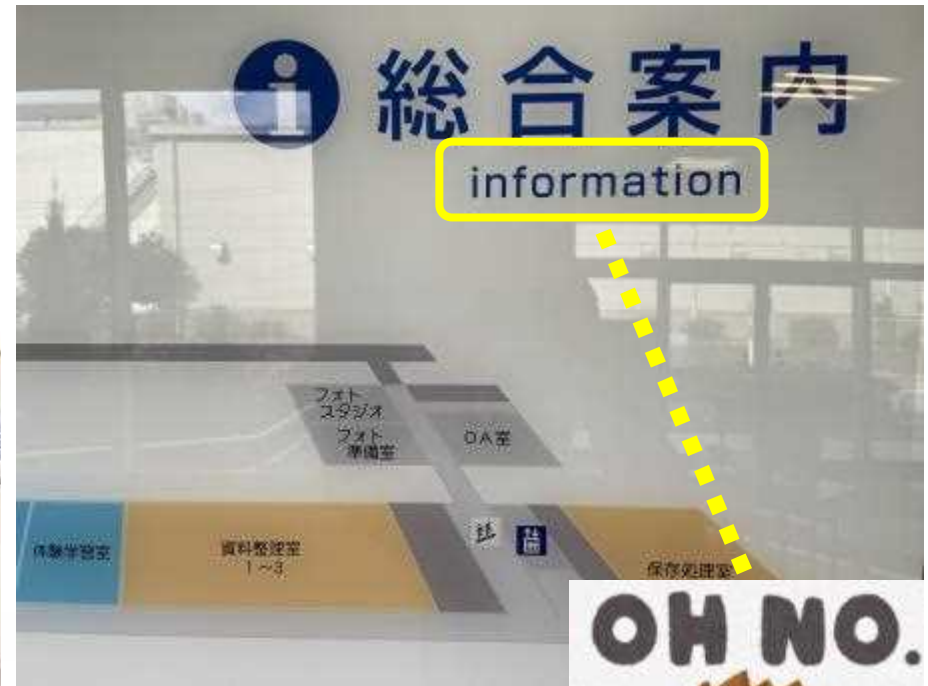 i 総合案内
information
フォト
スタジオ
フォト
準備室
OA室
体験学習室
資料整理室
1～3
保存処理室
OH NO.